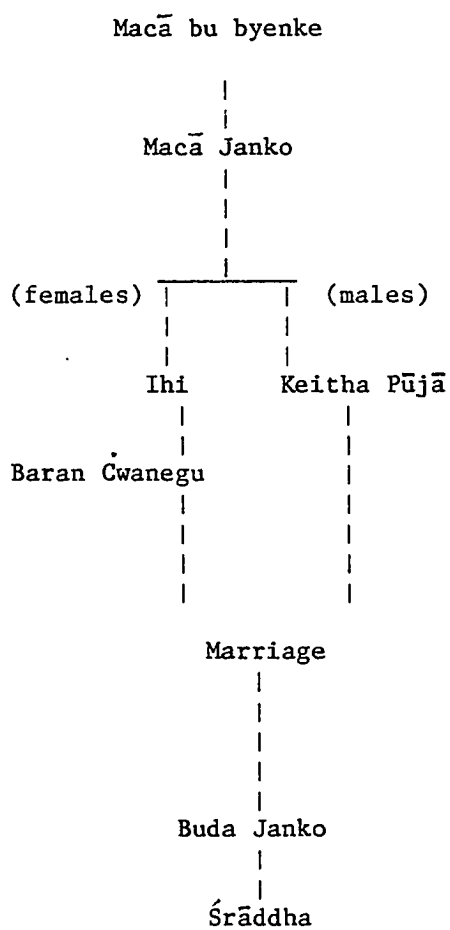 Macā bu byenke
Macā Janko
(females) (males)
Ihi Keitha Pūjā
Baran Ċwanegu
Marriage
Buda Janko
Śrāddha